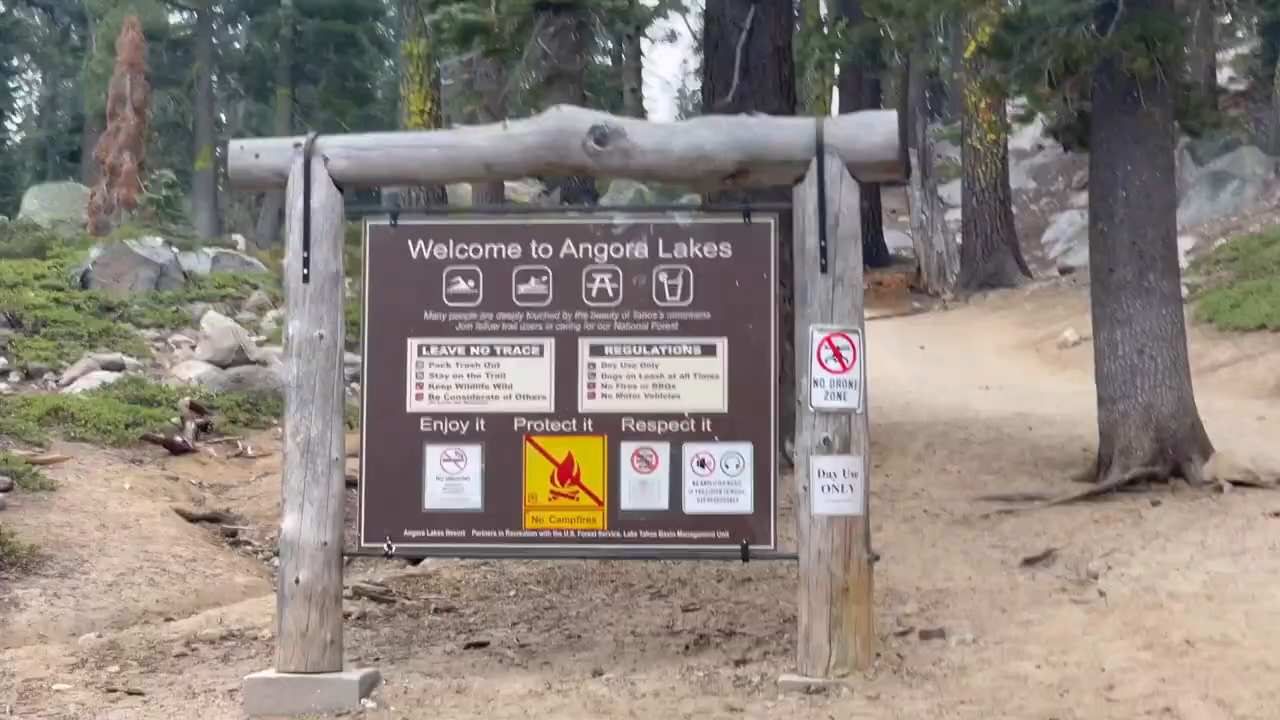 Welcome to Angora Lakes
Many people are deeply touched by the beauty of Tahoe's mountains
Join fellow trail users in caring for our National Forest
LEAVE NO TRACE
Pack Trash Out
Stay on the Trail
Keep Wildlife Wild
Be Considerate of Others
REGULATIONS
Day Use Only
Dogs on Leash at all Times
No Fires or BBQs
No Motor Vehicles
Enjoy it
Protect it
Respect it
No Campfires
Angora Lakes Resort Partners in Recreation with the U.S. Forest Service, Lake Tahoe Basin Management Unit
NO DRONE
ZONE
Day Use
ONLY